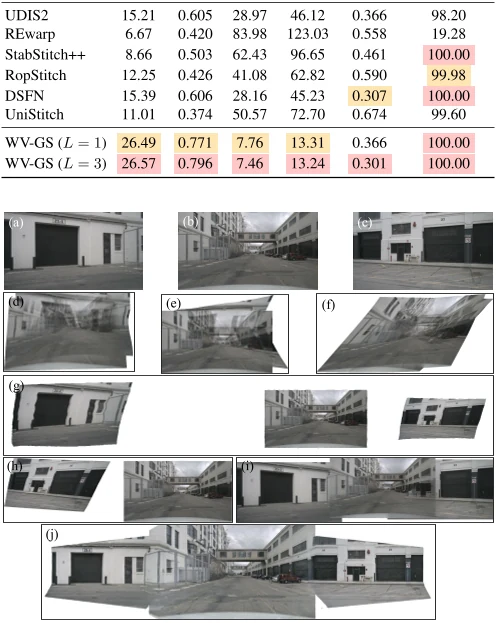 UDIS2 15.21 0.605 28.97 46.12 0.366 98.20
REwarp 6.67 0.420 83.98 123.03 0.558 19.28
StabStitch++ 8.66 0.503 62.43 96.65 0.461 100.00
RopStitch 12.25 0.426 41.08 62.82 0.590 99.98
DSFN 15.39 0.606 28.16 45.23 0.307 100.00
UniStitch 11.01 0.374 50.57 72.70 0.674 99.60
WV-GS (L = 1) 26.49 0.771 7.76 13.31 0.366 100.00
WV-GS (L = 3) 26.57 0.796 7.46 13.24 0.301 100.00
(a) (b) (c)
(d) (e) (f)
(g)
(h) (i)
(j)